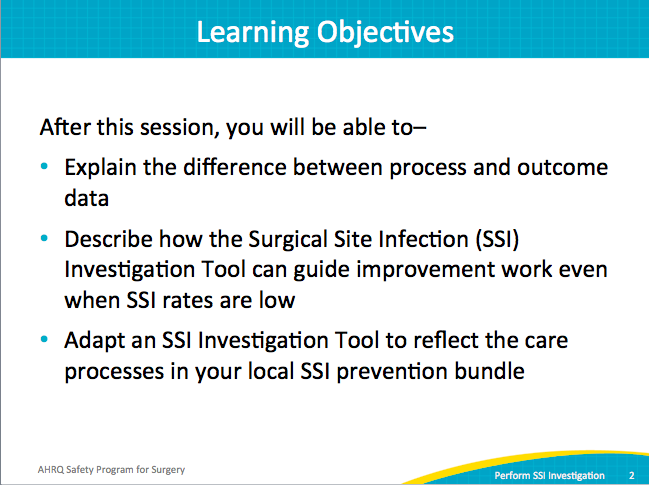 Learning Objectives
After this session, you will be able to–
• Explain the difference between process and outcome
data
• Describe how the Surgical Site Infection (SSI)
Investigation Tool can guide improvement work even
when SSI rates are low
• Adapt an SSI Investigation Tool to reflect the care
processes in your local SSI prevention bundle
AHRQ Safety Program for Surgery
Perform SSI Investigation 2